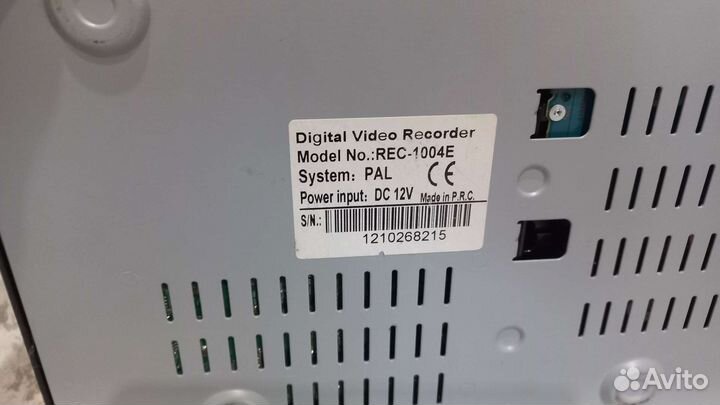 Digital Video Recorder
Model No.:REC-1004E
System: PAL CE
Power input: DC 12V Made in P.R.C.
S/N.:
1210268215
Avito